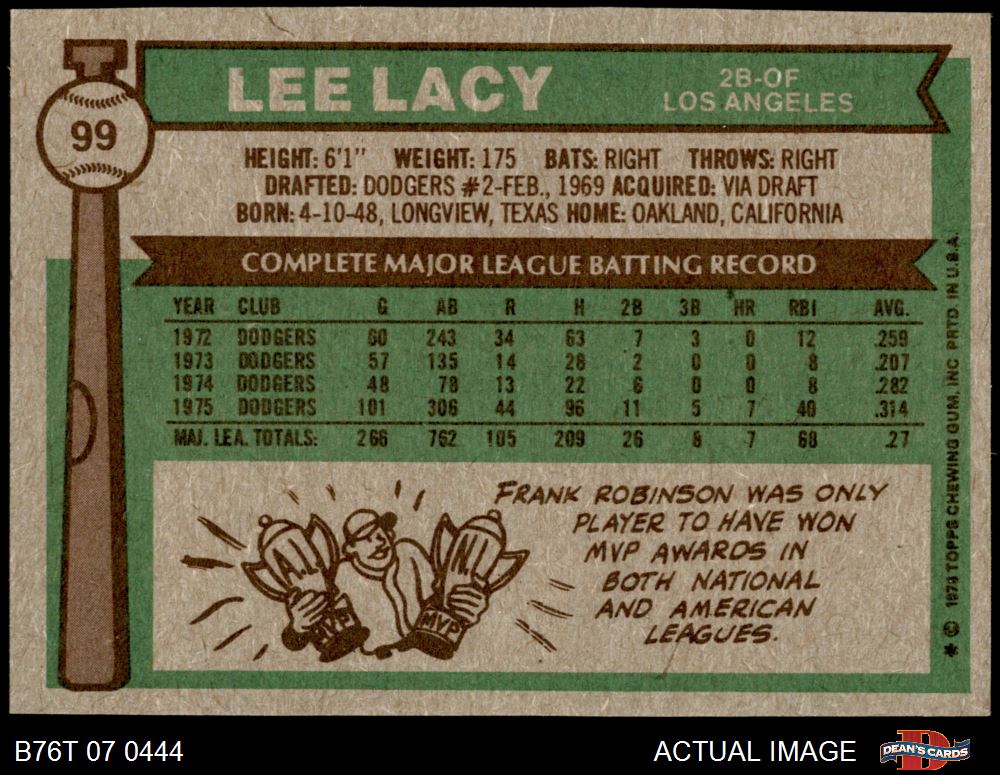 99
LEE LACY
2B-OF
LOS ANGELES
HEIGHT: 6'1" WEIGHT: 175 BATS: RIGHT THROWS: RIGHT
DRAFTED: DODGERS #2-FEB., 1969 ACQUIRED: VIA DRAFT
BORN: 4-10-48, LONGVIEW, TEXAS HOME: OAKLAND, CALIFORNIA
COMPLETE MAJOR LEAGUE BATTING RECORD
YEAR CLUB G AB R H 2B 3B HR RBI AVG.
1972 DODGERS 60 243 34 63 7 3 0 12 .259
1973 DODGERS 57 135 14 28 2 0 0 8 .207
1974 DODGERS 48 78 13 22 6 0 0 8 .282
1975 DODGERS 101 306 44 96 11 5 7 40 .314
MAJ. LEA. TOTALS: 266 762 105 209 26 8 7 68 .27
A.L.
N.L.
MVP
MVP
FRANK ROBINSON WAS ONLY
PLAYER TO HAVE WON
MVP AWARDS IN
BOTH NATIONAL
AND AMERICAN
LEAGUES.
* © 1976 TOPPS CHEWING GUM, INC PRTD IN U.S.A.
B76T 07 0444
ACTUAL IMAGE
DEAN'S CARDS